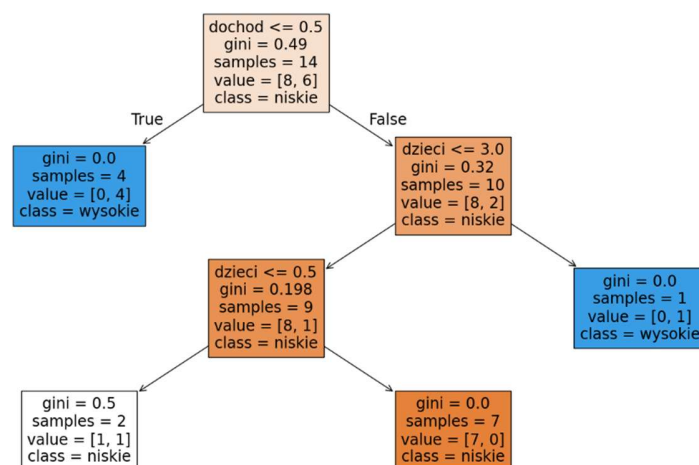 dochod <= 0.5
gini = 0.49
samples = 14
value = [8, 6]
class = niskie
True
False
gini = 0.0
samples = 4
value = [0, 4]
class = wysokie
dzieci <= 3.0
gini = 0.32
samples = 10
value = [8, 2]
class = niskie
dzieci <= 0.5
gini = 0.198
samples = 9
value = [8, 1]
class = niskie
gini = 0.0
samples = 1
value = [0, 1]
class = wysokie
gini = 0.5
samples = 2
value = [1, 1]
class = niskie
gini = 0.0
samples = 7
value = [7, 0]
class = niskie